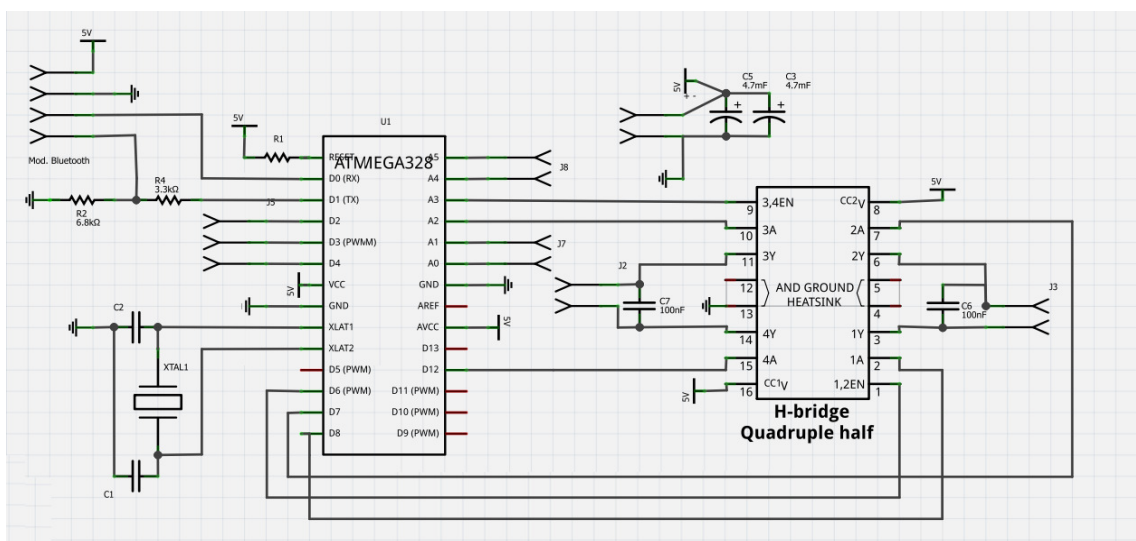 5V
Mod. Bluetooth
R2
6.8kΩ
R4
3.3kΩ
5V
R1
J5
U1
ATMEGA328
RESET
D0 (RX)
D1 (TX)
D2
D3 (PWMM)
D4
VCC
GND
XLAT1
XLAT2
D5 (PWM)
D6 (PWM)
D7
D8
A5
A4
A3
A2
A1
A0
GND
AREF
AVCC
D13
D12
D11 (PWM)
D10 (PWM)
D9 (PWM)
5V
5V
C2
XTAL1
C1
J8
J7
5V
+ -
C5
4.7mF
C3
4.7mF
+
+
J2
C7
100nF
5V
9
10
11
12
13
14
15
16
3,4EN
3A
3Y
4Y
4A
CC1V
AND GROUND
HEATSINK
CC2V
2A
2Y
1Y
1A
1,2EN
8
7
6
5
4
3
2
1
5V
C6
100nF
J3
H-bridge
Quadruple half